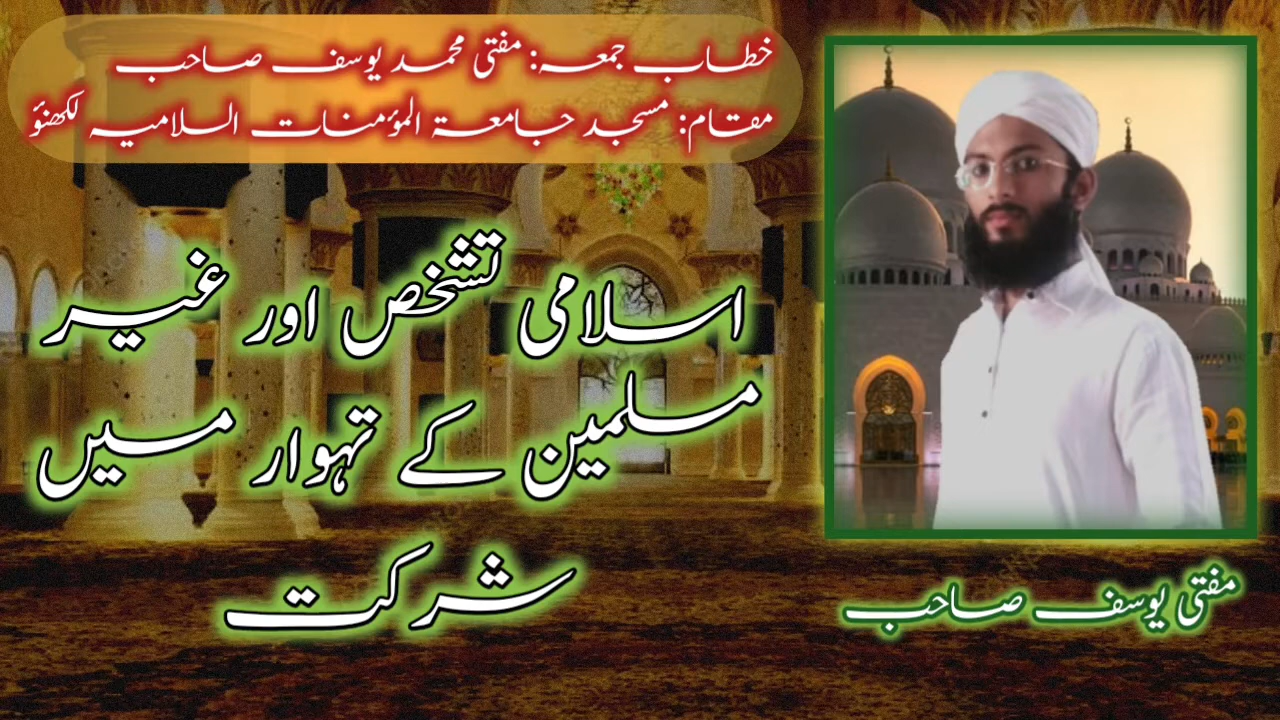 خطاب جمعہ: مفتی محمد یوسف صاحب
مقام: مسجد جامعۃ المؤمنات السلامیہ لکھنؤ
اسلامی تشخص اور غیر
مسلمین کے تہوار میں
شرکت
مفتی یوسف صاحب